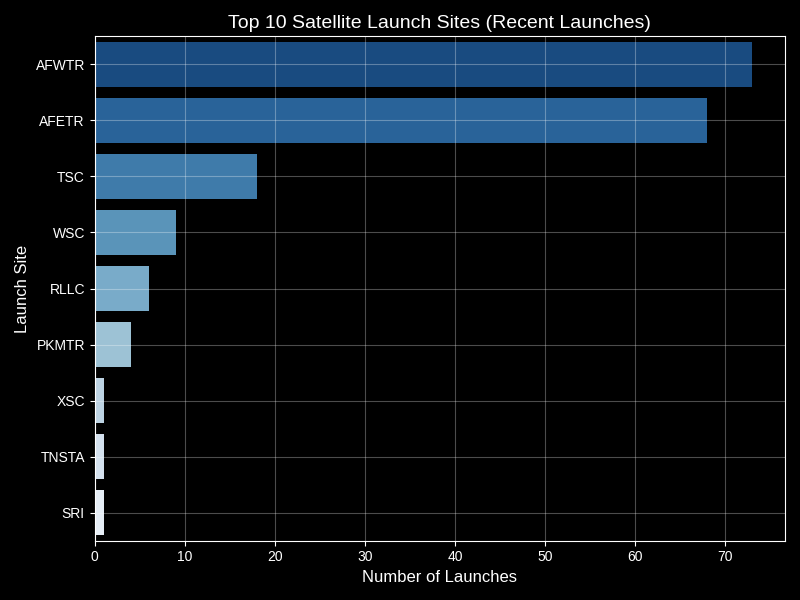 Top 10 Satellite Launch Sites (Recent Launches)
AFWTR
AFETR
TSC
WSC
RLLC
PKMTR
XSC
TNSTA
SRI
Launch Site
0 10 20 30 40 50 60 70
Number of Launches